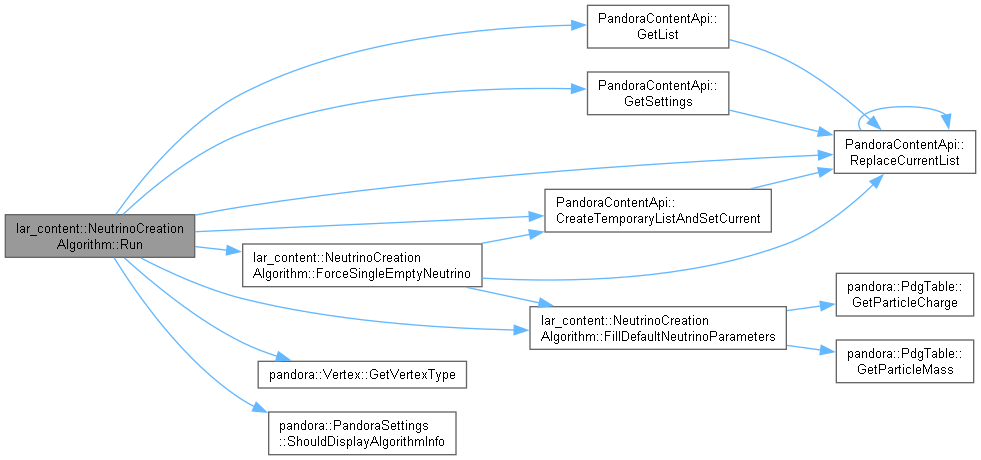 PandoraContentApi::
GetList
PandoraContentApi::
GetSettings
PandoraContentApi::
ReplaceCurrentList
PandoraContentApi::
CreateTemporaryListAndSetCurrent
lar_content::NeutrinoCreation
Algorithm::Run
lar_content::NeutrinoCreation
Algorithm::ForceSingleEmptyNeutrino
pandora::PdgTable::
GetParticleCharge
lar_content::NeutrinoCreation
Algorithm::FillDefaultNeutrinoParameters
pandora::PdgTable::
GetParticleMass
pandora::Vertex::GetVertexType
pandora::PandoraSettings
::ShouldDisplayAlgorithmInfo